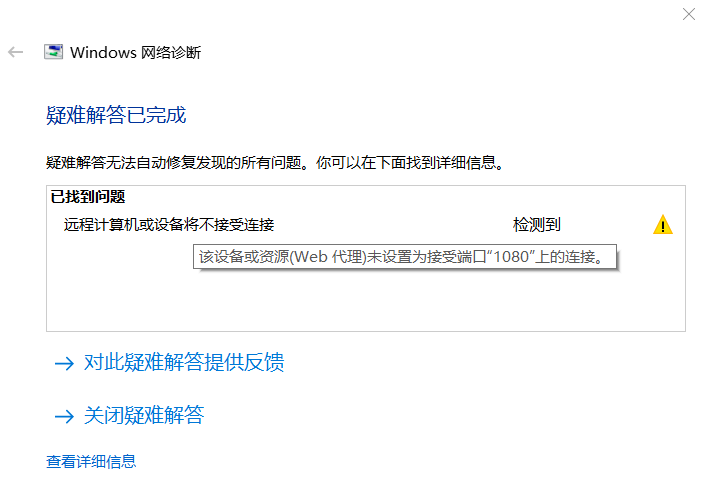 Windows 网络诊断
疑难解答已完成
疑难解答无法自动修复发现的所有问题。你可以在下面找到详细信息。
已找到问题
远程计算机或设备将不接受连接 检测到
该设备或资源(Web 代理)未设置为接受端口“1080”上的连接。
对此疑难解答提供反馈
关闭疑难解答
查看详细信息